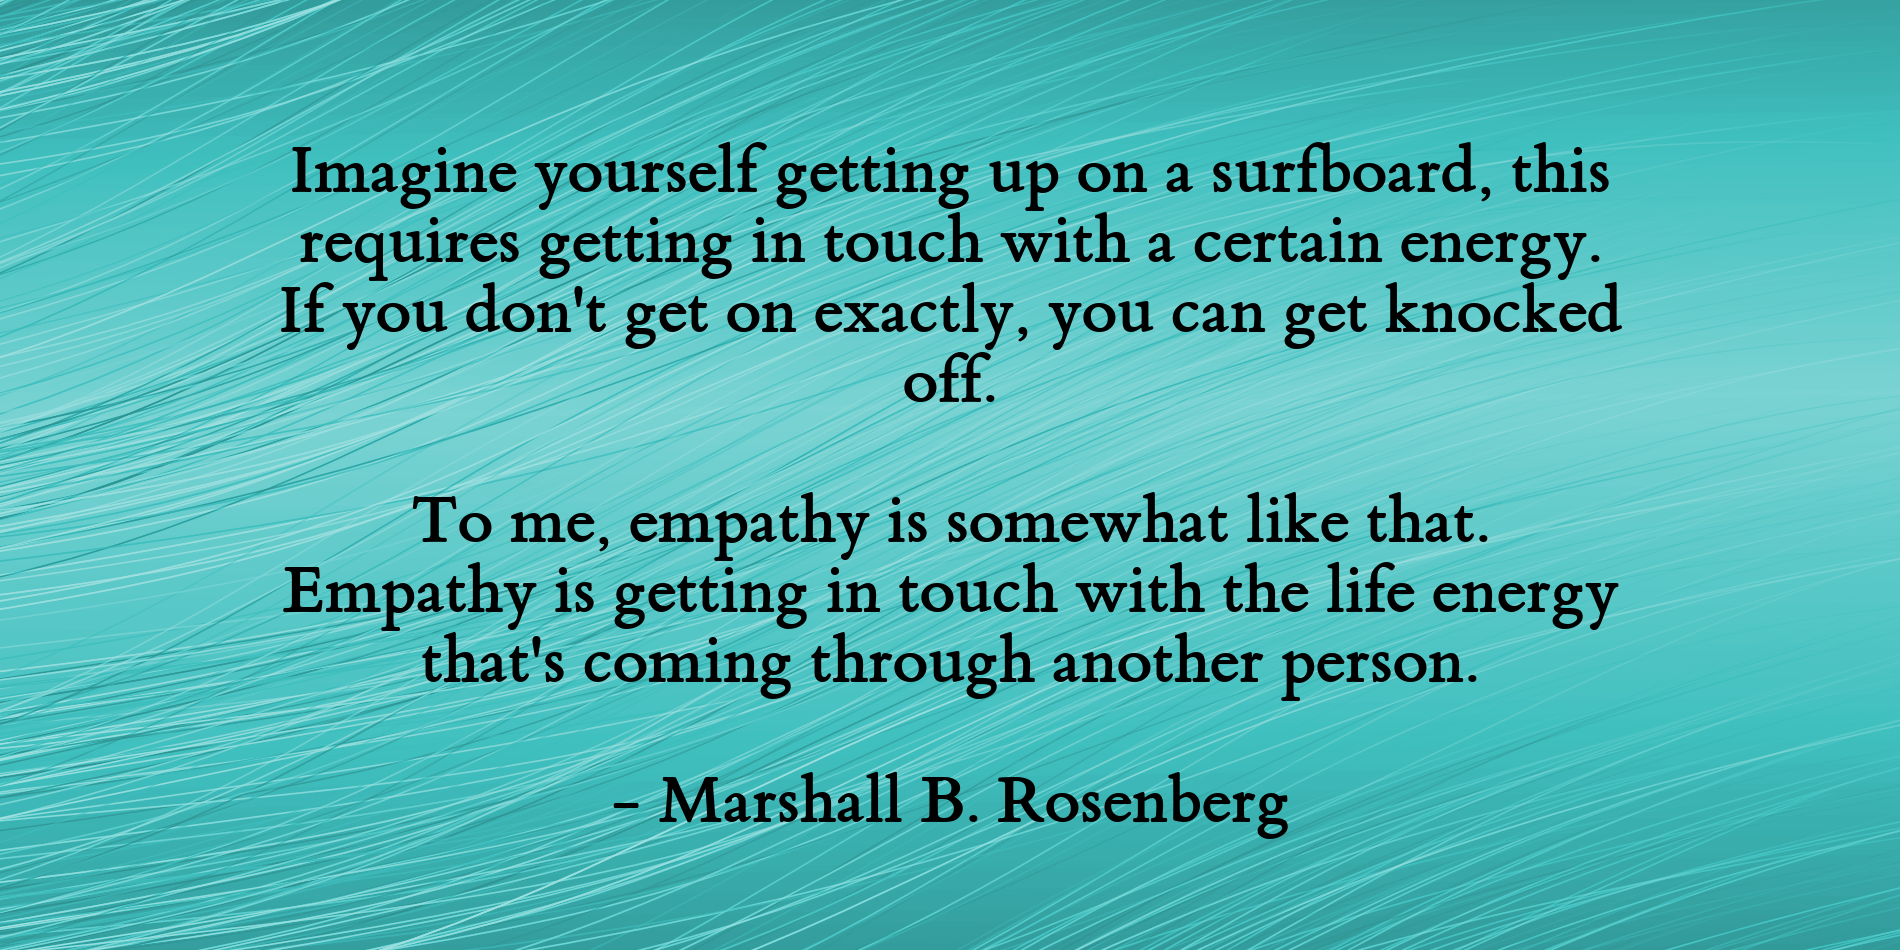 Imagine yourself getting up on a surfboard, this
requires getting in touch with a certain energy.
If you don't get on exactly, you can get knocked
off.
To me, empathy is somewhat like that.
Empathy is getting in touch with the life energy
that's coming through another person.
– Marshall B. Rosenberg